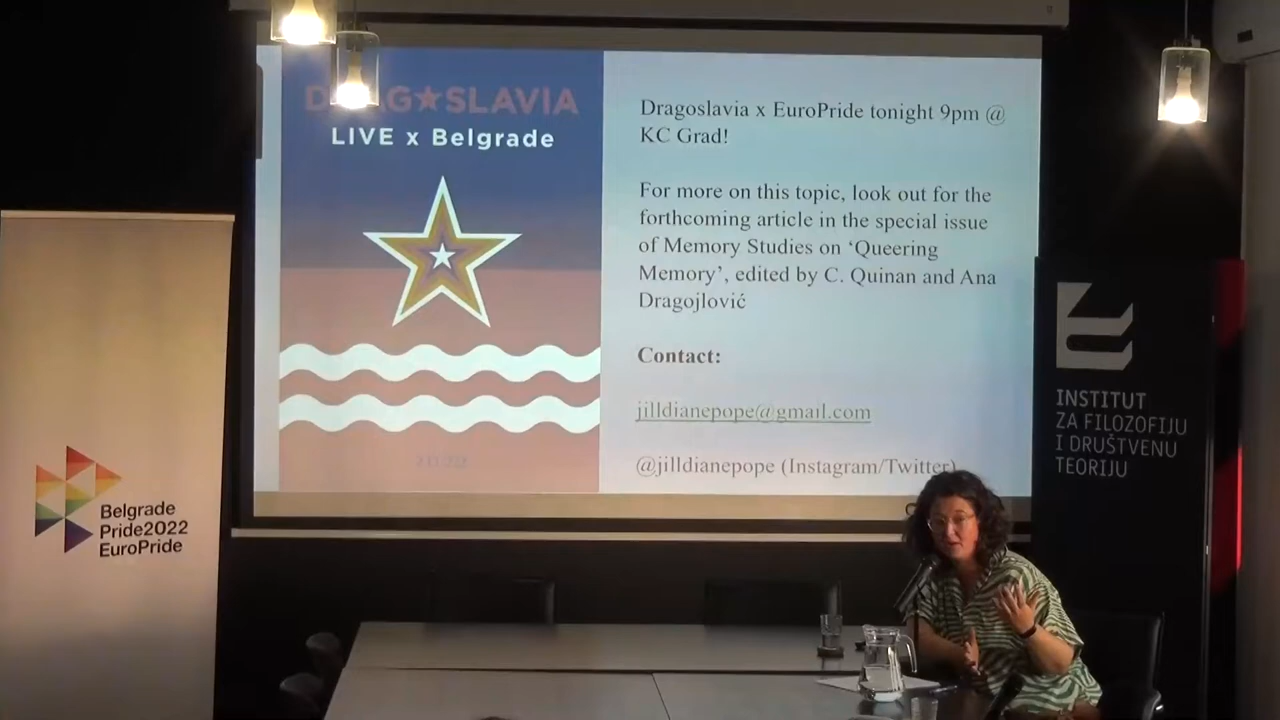 DRAG★SLAVIA
LIVE x Belgrade
2022
Dragoslavia x EuroPride tonight 9pm @
KC Grad!
For more on this topic, look out for the
forthcoming article in the special issue
of Memory Studies on ‘Queering
Memory’, edited by C. Quinan and Ana
Dragojlović
Contact:
jilldianepope@gmail.com
@jilldianepope (Instagram/Twitter)
Belgrade
Pride2022
EuroPride
INSTITUT
ZA FILOZOFIJU
I DRUŠTVENU
TEORIJU